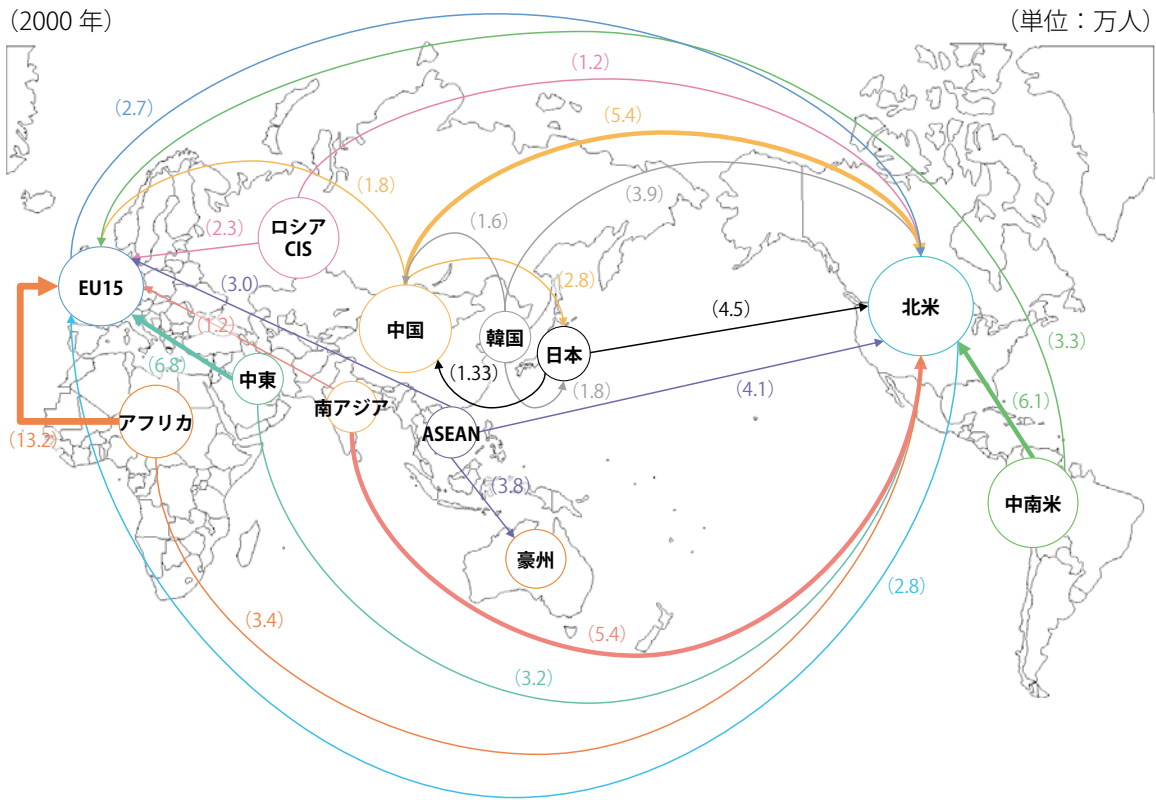 (2000 年)
(単位:万人)
(1.2)
(2.7)
(5.4)
(1.8)
(3.9)
(1.6)
ロシア
CIS
(2.3)
(3.0)
(2.8)
EU15
北米
(4.5)
中国
韓国
日本
(1.2)
(3.3)
(6.8)
(1.33)
中東
(1.8)
(4.1)
南アジア
(6.1)
アフリカ
ASEAN
(13.2)
(3.8)
中南米
豪州
(2.8)
(3.4)
(5.4)
(3.2)